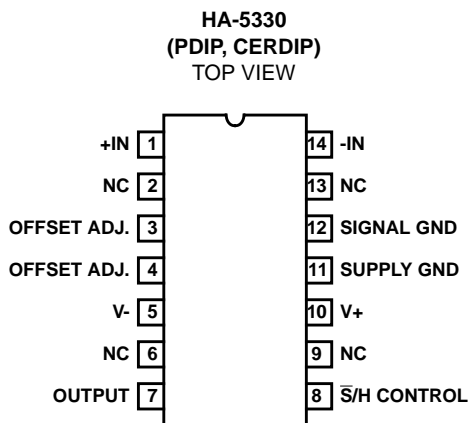 HA-5330
(PDIP, CERDIP)
TOP VIEW
+IN 1 14 -IN
NC 2 13 NC
OFFSET ADJ. 3 12 SIGNAL GND
OFFSET ADJ. 4 11 SUPPLY GND
V- 5 10 V+
NC 6 9 NC
OUTPUT 7 8 S̅/H CONTROL